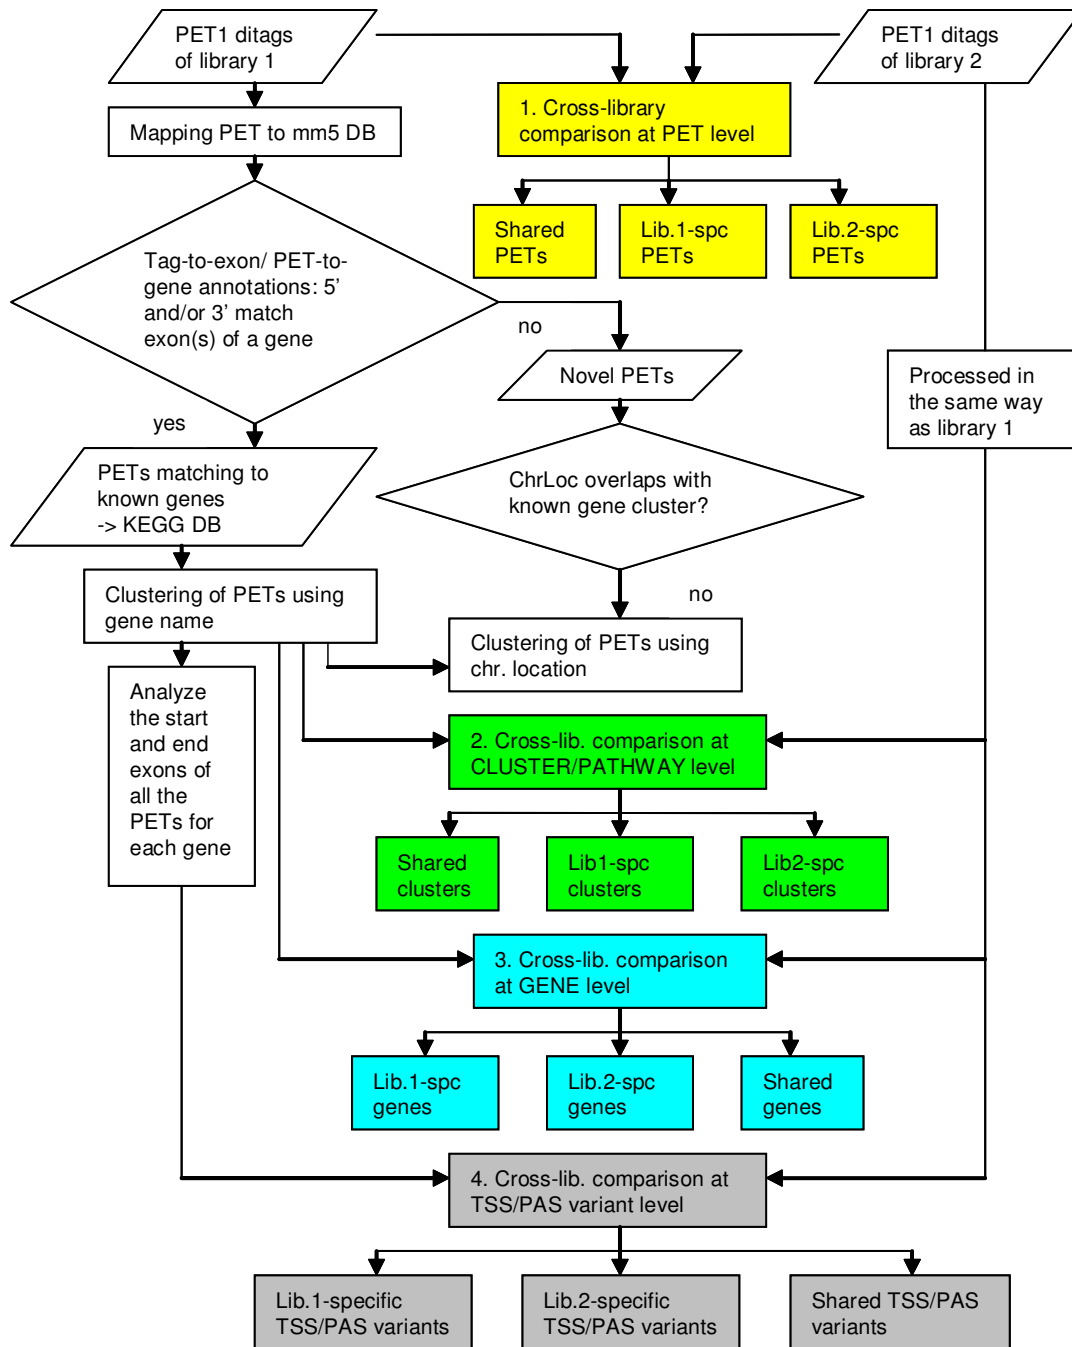 PET1 ditags
of library 1
PET1 ditags
of library 2
1. Cross-library
comparison at PET level
Mapping PET to mm5 DB
Shared
PETs
Lib.1-spc
PETs
Lib.2-spc
PETs
Tag-to-exon/ PET-to-
gene annotations: 5’
and/or 3’ match
exon(s) of a gene
no
yes
Novel PETs
Processed in
the same way
as library 1
PETs matching to
known genes
-> KEGG DB
ChrLoc overlaps with
known gene cluster?
no
Clustering of PETs using
gene name
Clustering of PETs using
chr. location
Analyze
the start
and end
exons of
all the
PETs for
each gene
2. Cross-lib. comparison at
CLUSTER/PATHWAY level
Shared
clusters
Lib1-spc
clusters
Lib2-spc
clusters
3. Cross-lib. comparison
at GENE level
Lib.1-spc
genes
Lib.2-spc
genes
Shared
genes
4. Cross-lib. comparison at
TSS/PAS variant level
Lib.1-specific
TSS/PAS variants
Lib.2-specific
TSS/PAS variants
Shared TSS/PAS
variants